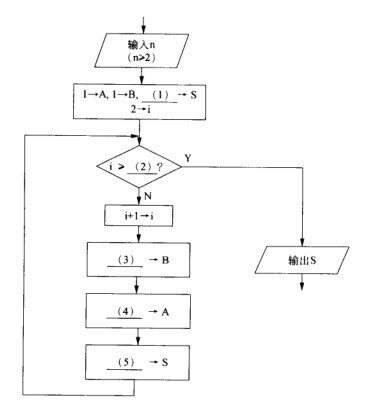 输入n
(n≥2)
1→A, 1→B, (1) → S
2→i
i ≥ (2) ?
Y
N
i+1→i
(3) → B
输出S
(4) → A
(5) → S